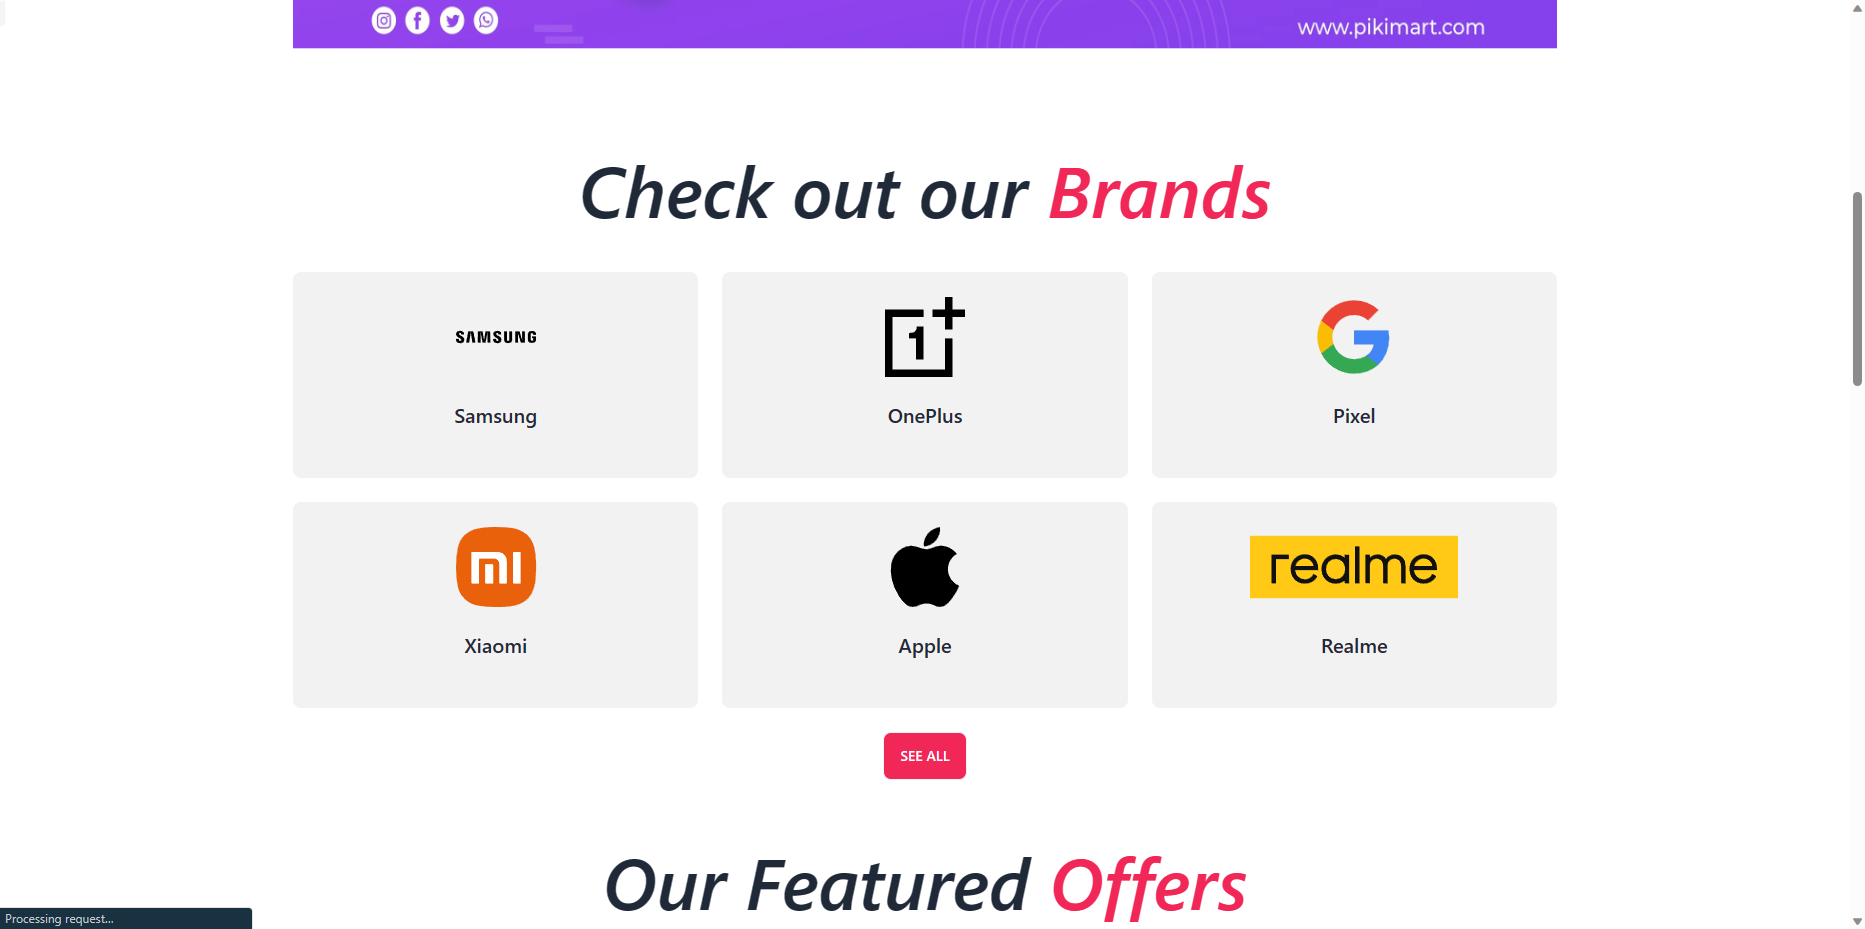 www.pikimart.com
Check out our Brands
SAMSUNG
1+
G
Samsung
OnePlus
Pixel
mi
realme
Xiaomi
Apple
Realme
SEE ALL
Our Featured Offers
Processing request...